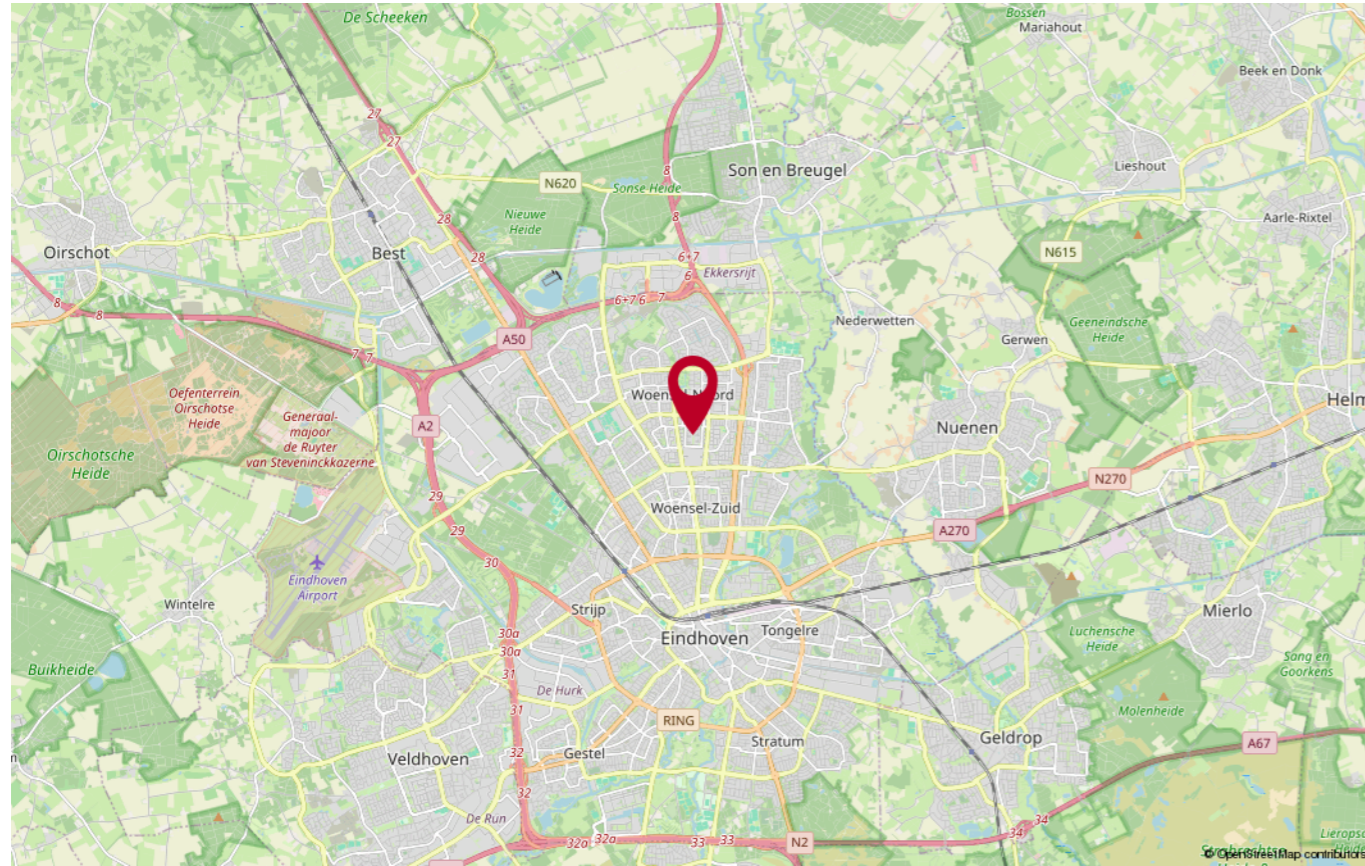 De Scheeken
Bossen
Mariahout
Beek en Donk
27
27
N620
Sonse Heide
8
Son en Breugel
Lieshout
Aarle-Rixtel
28
Nieuwe
Heide
8
Oirschot
Best
28
6+7
6
Ekkersrijt
N615
8
8
6+7
6
7
Nederwetten
Geeneindsche
Heide
A50
Gerwen
7
7
Oefenterrein
Oirschotse
Heide
Generaal-
majoor
de Ruyter
van Steveninckkazerne
A2
Nuenen
Oirschotsche
Heide
29
29
Woensel-Zuid
N270
A270
30
Eindhoven
Airport
Wintelre
Strijp
Eindhoven
Tongelre
Mierlo
30a
30a
Luchensche
Heide
Buikheide
31
De Hurk
Sang en
Goorkens
31
RING
Molenheide
Veldhoven
32
Gestel
Stratum
Geldrop
A67
32
De Run
32a
32a
33
33
N2
34
34
© OpenStreetMap contributors